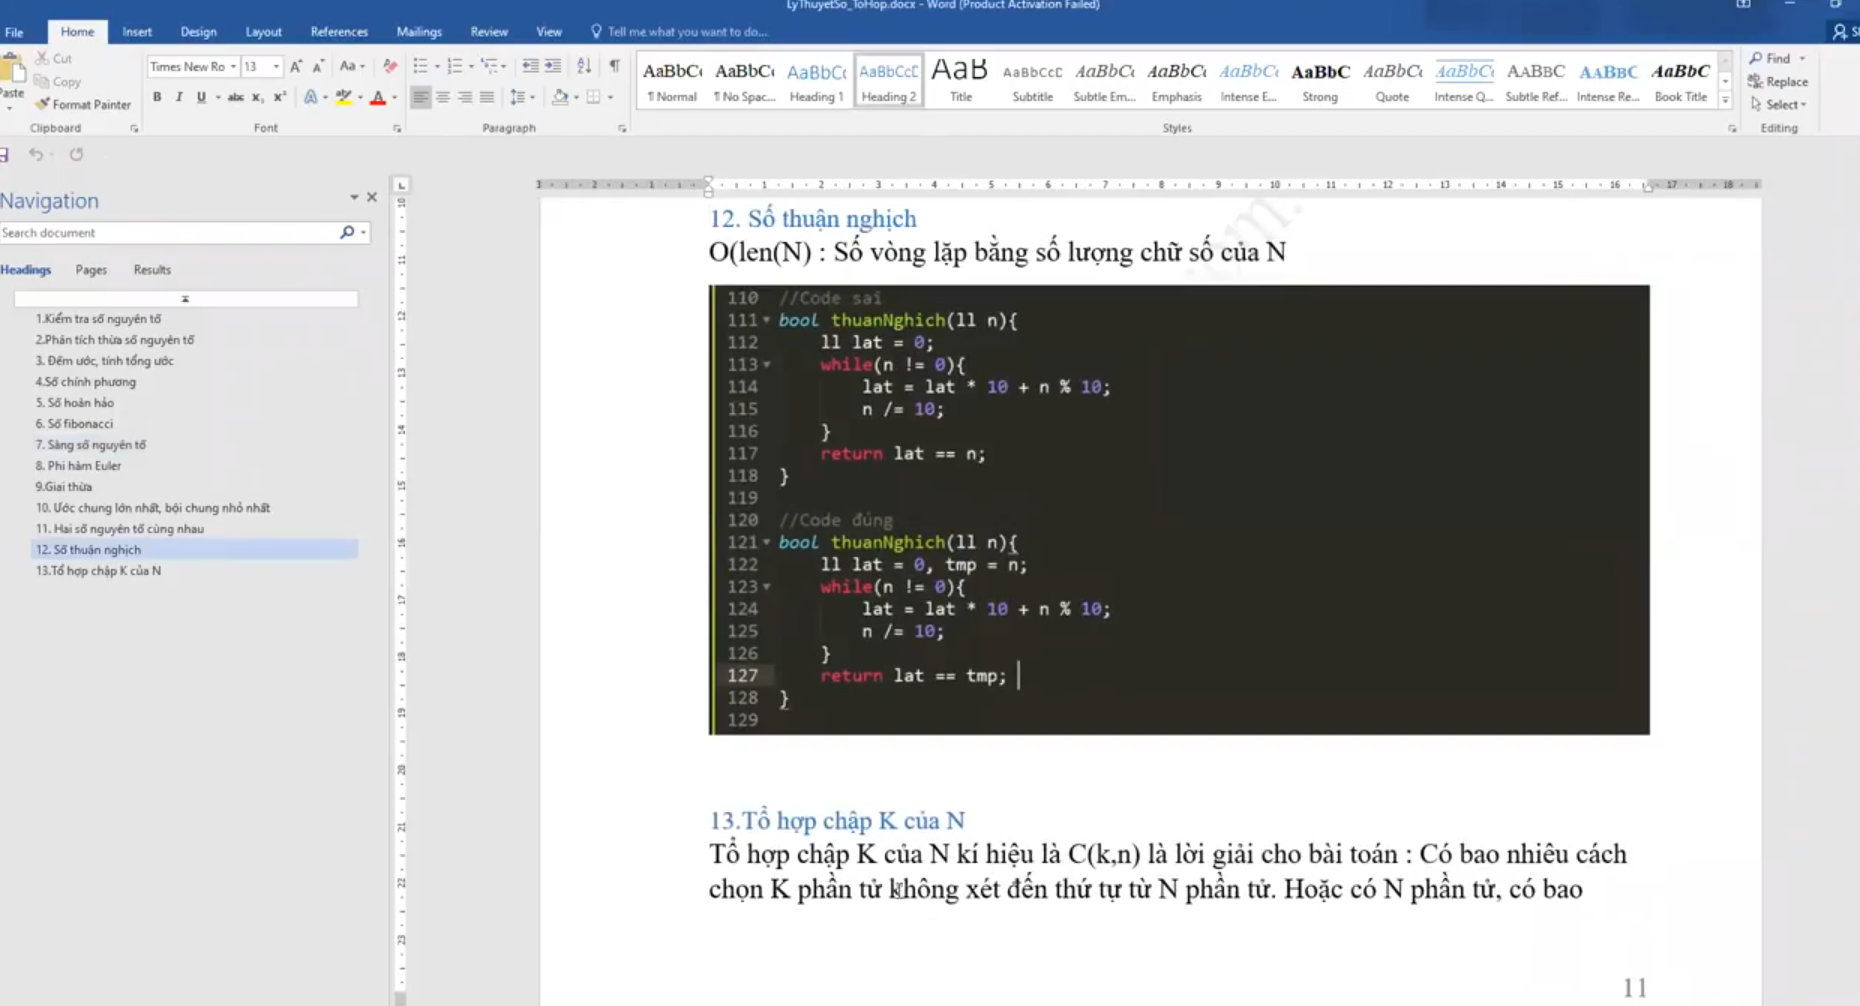 LyThuyetSo_ToHop.docx - Word (Product Activation Failed)
File Home Insert Design Layout References Mailings Review View Tell me what you want to do...
Cut
Copy
Paste
Format Painter
Clipboard
Times New Ro 13
Font
Paragraph
AaBbCc AaBbCc AaBbCc AaBbCcD AaB AaBbCcD AaBbCc AaBbCc AaBbCc AaBbC AaBbCc AaBbCc AABBC AABBC AaBbC
¶ Normal ¶ No Spac... Heading 1 Heading 2 Title Subtitle Subtle Em... Emphasis Intense E... Strong Quote Intense Q... Subtle Ref... Intense Re... Book Title
Styles
Find
Replace
Select
Editing
Navigation
Search document
Headings Pages Results
1.Kiểm tra số nguyên tố
2.Phân tích thừa số nguyên tố
3. Đếm ước, tính tổng ước
4.Số chính phương
5. Số hoàn hảo
6. Số fibonacci
7. Sàng số nguyên tố
8. Phi hàm Euler
9.Giai thừa
10. Ước chung lớn nhất, bội chung nhỏ nhất
11. Hai số nguyên tố cùng nhau
12. Số thuận nghịch
13.Tổ hợp chập K của N
12. Số thuận nghịch
O(len(N) : Số vòng lặp bằng số lượng chữ số của N
110 //Code sai
111 bool thuanNghich(ll n){
112 ll lat = 0;
113 while(n != 0){
114 lat = lat * 10 + n % 10;
115 n /= 10;
116 }
117 return lat == n;
118 }
119
120 //Code đúng
121 bool thuanNghich(ll n){
122 ll lat = 0, tmp = n;
123 while(n != 0){
124 lat = lat * 10 + n % 10;
125 n /= 10;
126 }
127 return lat == tmp;
128 }
129
13.Tổ hợp chập K của N
Tổ hợp chập K của N kí hiệu là C(k,n) là lời giải cho bài toán : Có bao nhiêu cách
chọn K phần tử không xét đến thứ tự từ N phần tử. Hoặc có N phần tử, có bao
11